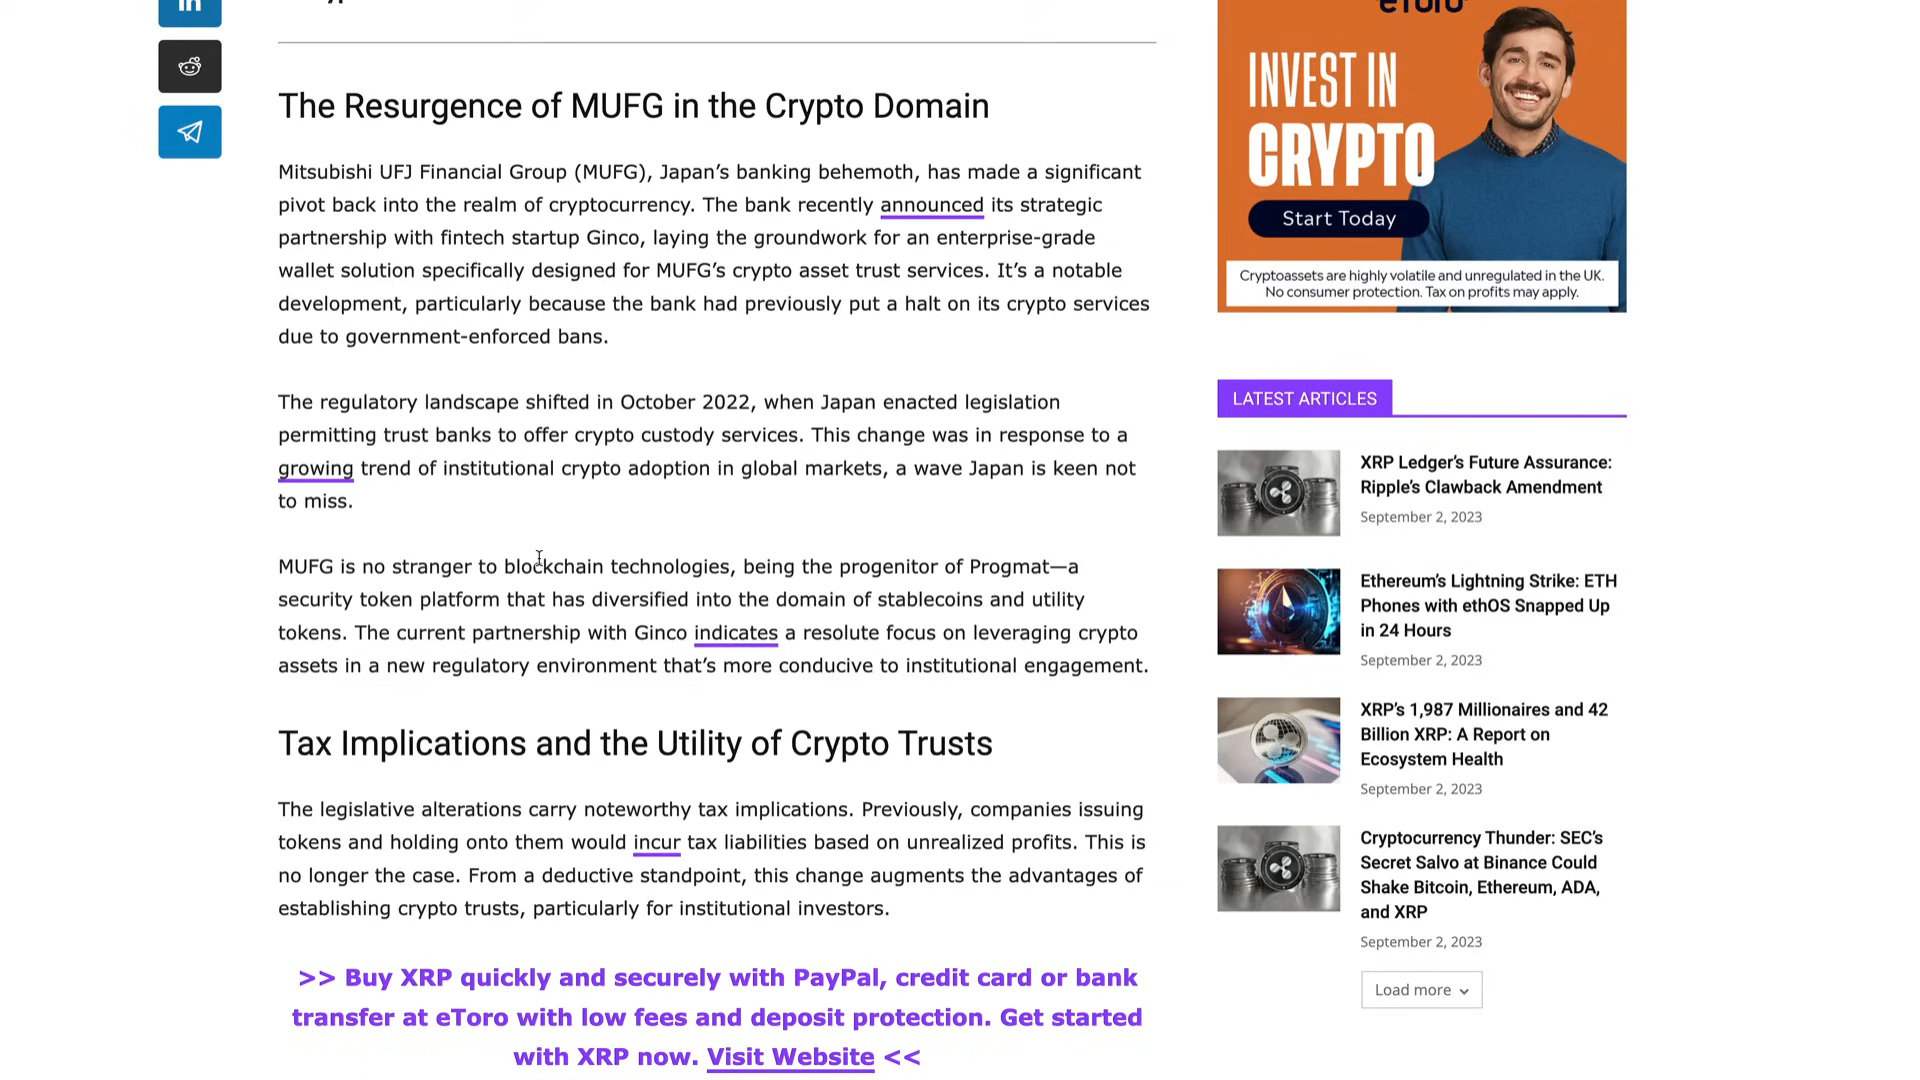 The Resurgence of MUFG in the Crypto Domain
Mitsubishi UFJ Financial Group (MUFG), Japan’s banking behemoth, has made a significant
pivot back into the realm of cryptocurrency. The bank recently announced its strategic
partnership with fintech startup Ginco, laying the groundwork for an enterprise-grade
wallet solution specifically designed for MUFG’s crypto asset trust services. It’s a notable
development, particularly because the bank had previously put a halt on its crypto services
due to government-enforced bans.
The regulatory landscape shifted in October 2022, when Japan enacted legislation
permitting trust banks to offer crypto custody services. This change was in response to a
growing trend of institutional crypto adoption in global markets, a wave Japan is keen not
to miss.
MUFG is no stranger to blockchain technologies, being the progenitor of Progmat—a
security token platform that has diversified into the domain of stablecoins and utility
tokens. The current partnership with Ginco indicates a resolute focus on leveraging crypto
assets in a new regulatory environment that’s more conducive to institutional engagement.
Tax Implications and the Utility of Crypto Trusts
The legislative alterations carry noteworthy tax implications. Previously, companies issuing
tokens and holding onto them would incur tax liabilities based on unrealized profits. This is
no longer the case. From a deductive standpoint, this change augments the advantages of
establishing crypto trusts, particularly for institutional investors.
>> Buy XRP quickly and securely with PayPal, credit card or bank
transfer at eToro with low fees and deposit protection. Get started
with XRP now. Visit Website <<
eToro
INVEST IN
CRYPTO
Start Today
Cryptoassets are highly volatile and unregulated in the UK.
No consumer protection. Tax on profits may apply.
LATEST ARTICLES
XRP Ledger’s Future Assurance:
Ripple’s Clawback Amendment
September 2, 2023
Ethereum’s Lightning Strike: ETH
Phones with ethOS Snapped Up
in 24 Hours
September 2, 2023
XRP’s 1,987 Millionaires and 42
Billion XRP: A Report on
Ecosystem Health
September 2, 2023
Cryptocurrency Thunder: SEC’s
Secret Salvo at Binance Could
Shake Bitcoin, Ethereum, ADA,
and XRP
September 2, 2023
Load more